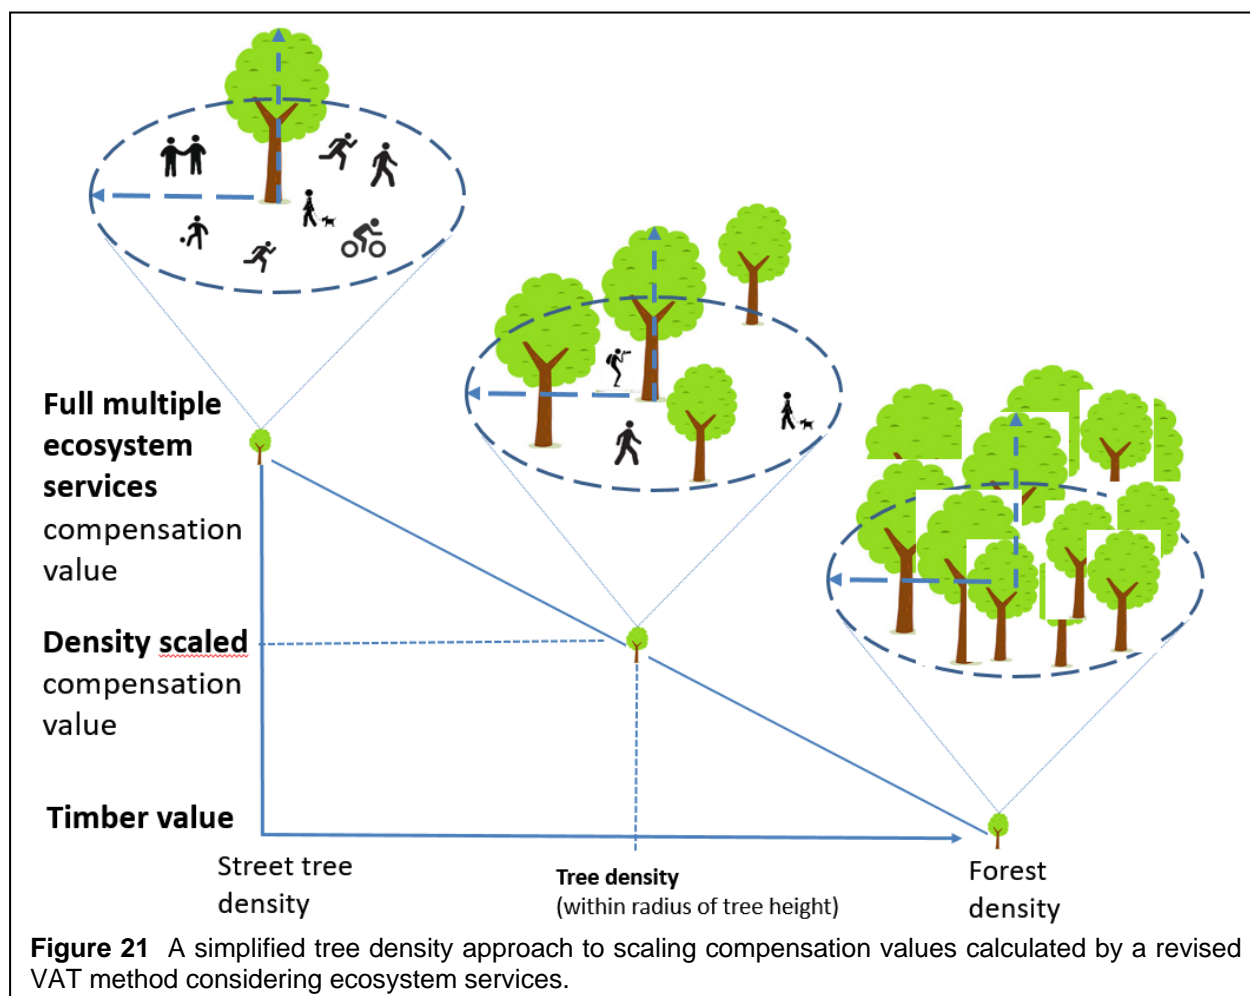 Full multiple
ecosystem
services
compensation
value
Density scaled
compensation
value
Timber value
Street tree
density
Tree density
(within radius of tree height)
Forest
density
Figure 21 A simplified tree density approach to scaling compensation values calculated by a revised
VAT method considering ecosystem services.